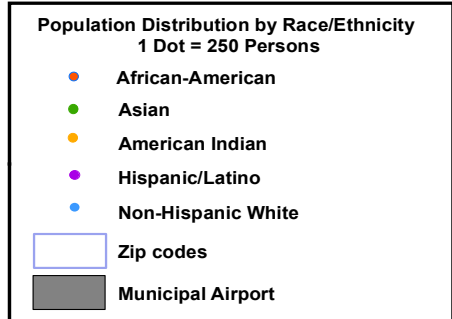 Population Distribution by Race/Ethnicity
1 Dot = 250 Persons
African-American
Asian
American Indian
Hispanic/Latino
Non-Hispanic White
Zip codes
Municipal Airport